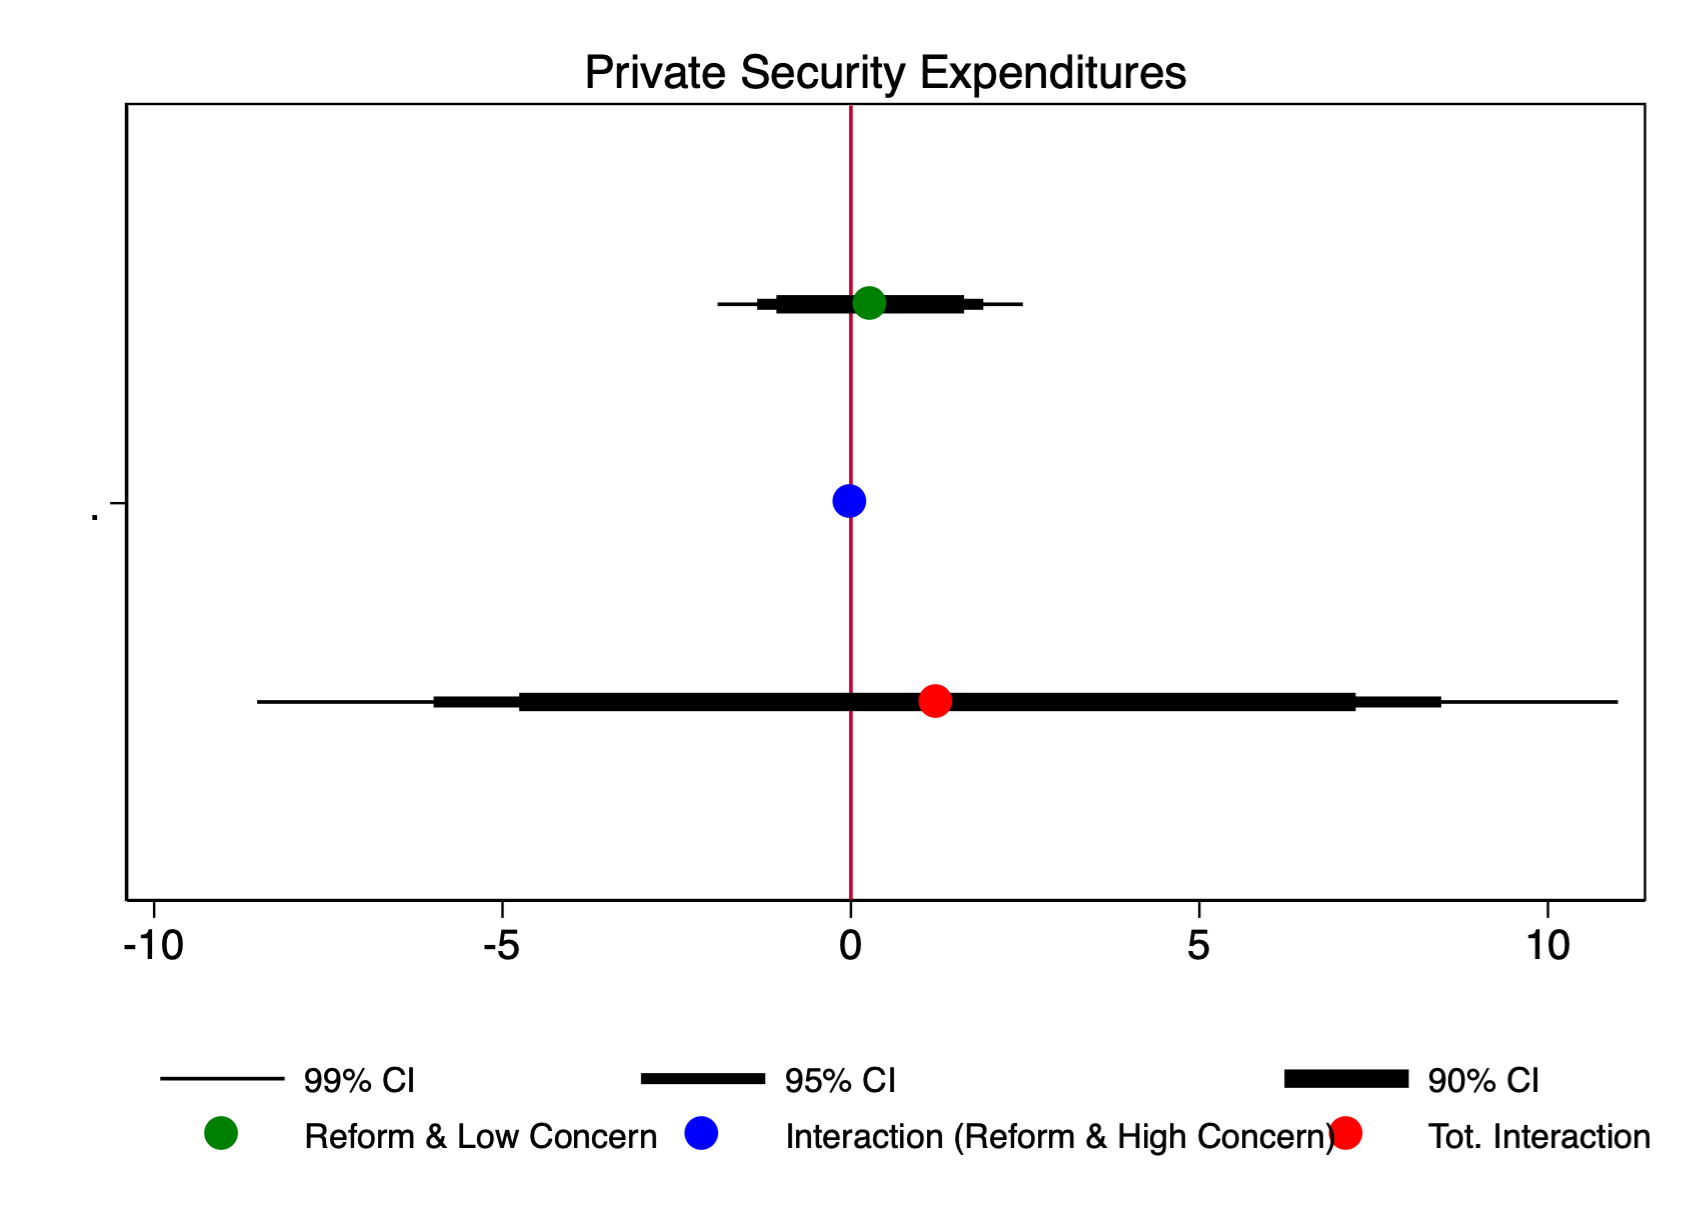 Private Security Expenditures
.
-10 -5 0 5 10
99% CI 95% CI 90% CI
Reform & Low Concern Interaction (Reform & High Concern) Tot. Interaction